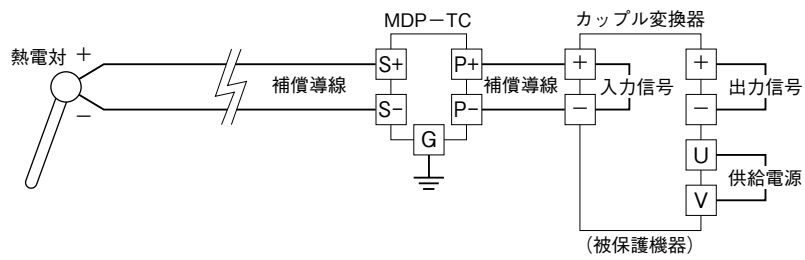 MDP−TC
カップル変換器
熱電対
+
−
補償導線
S+
S−
P+
P−
G
補償導線
+
−
入力信号
+
−
出力信号
U
V
供給電源
(被保護機器)